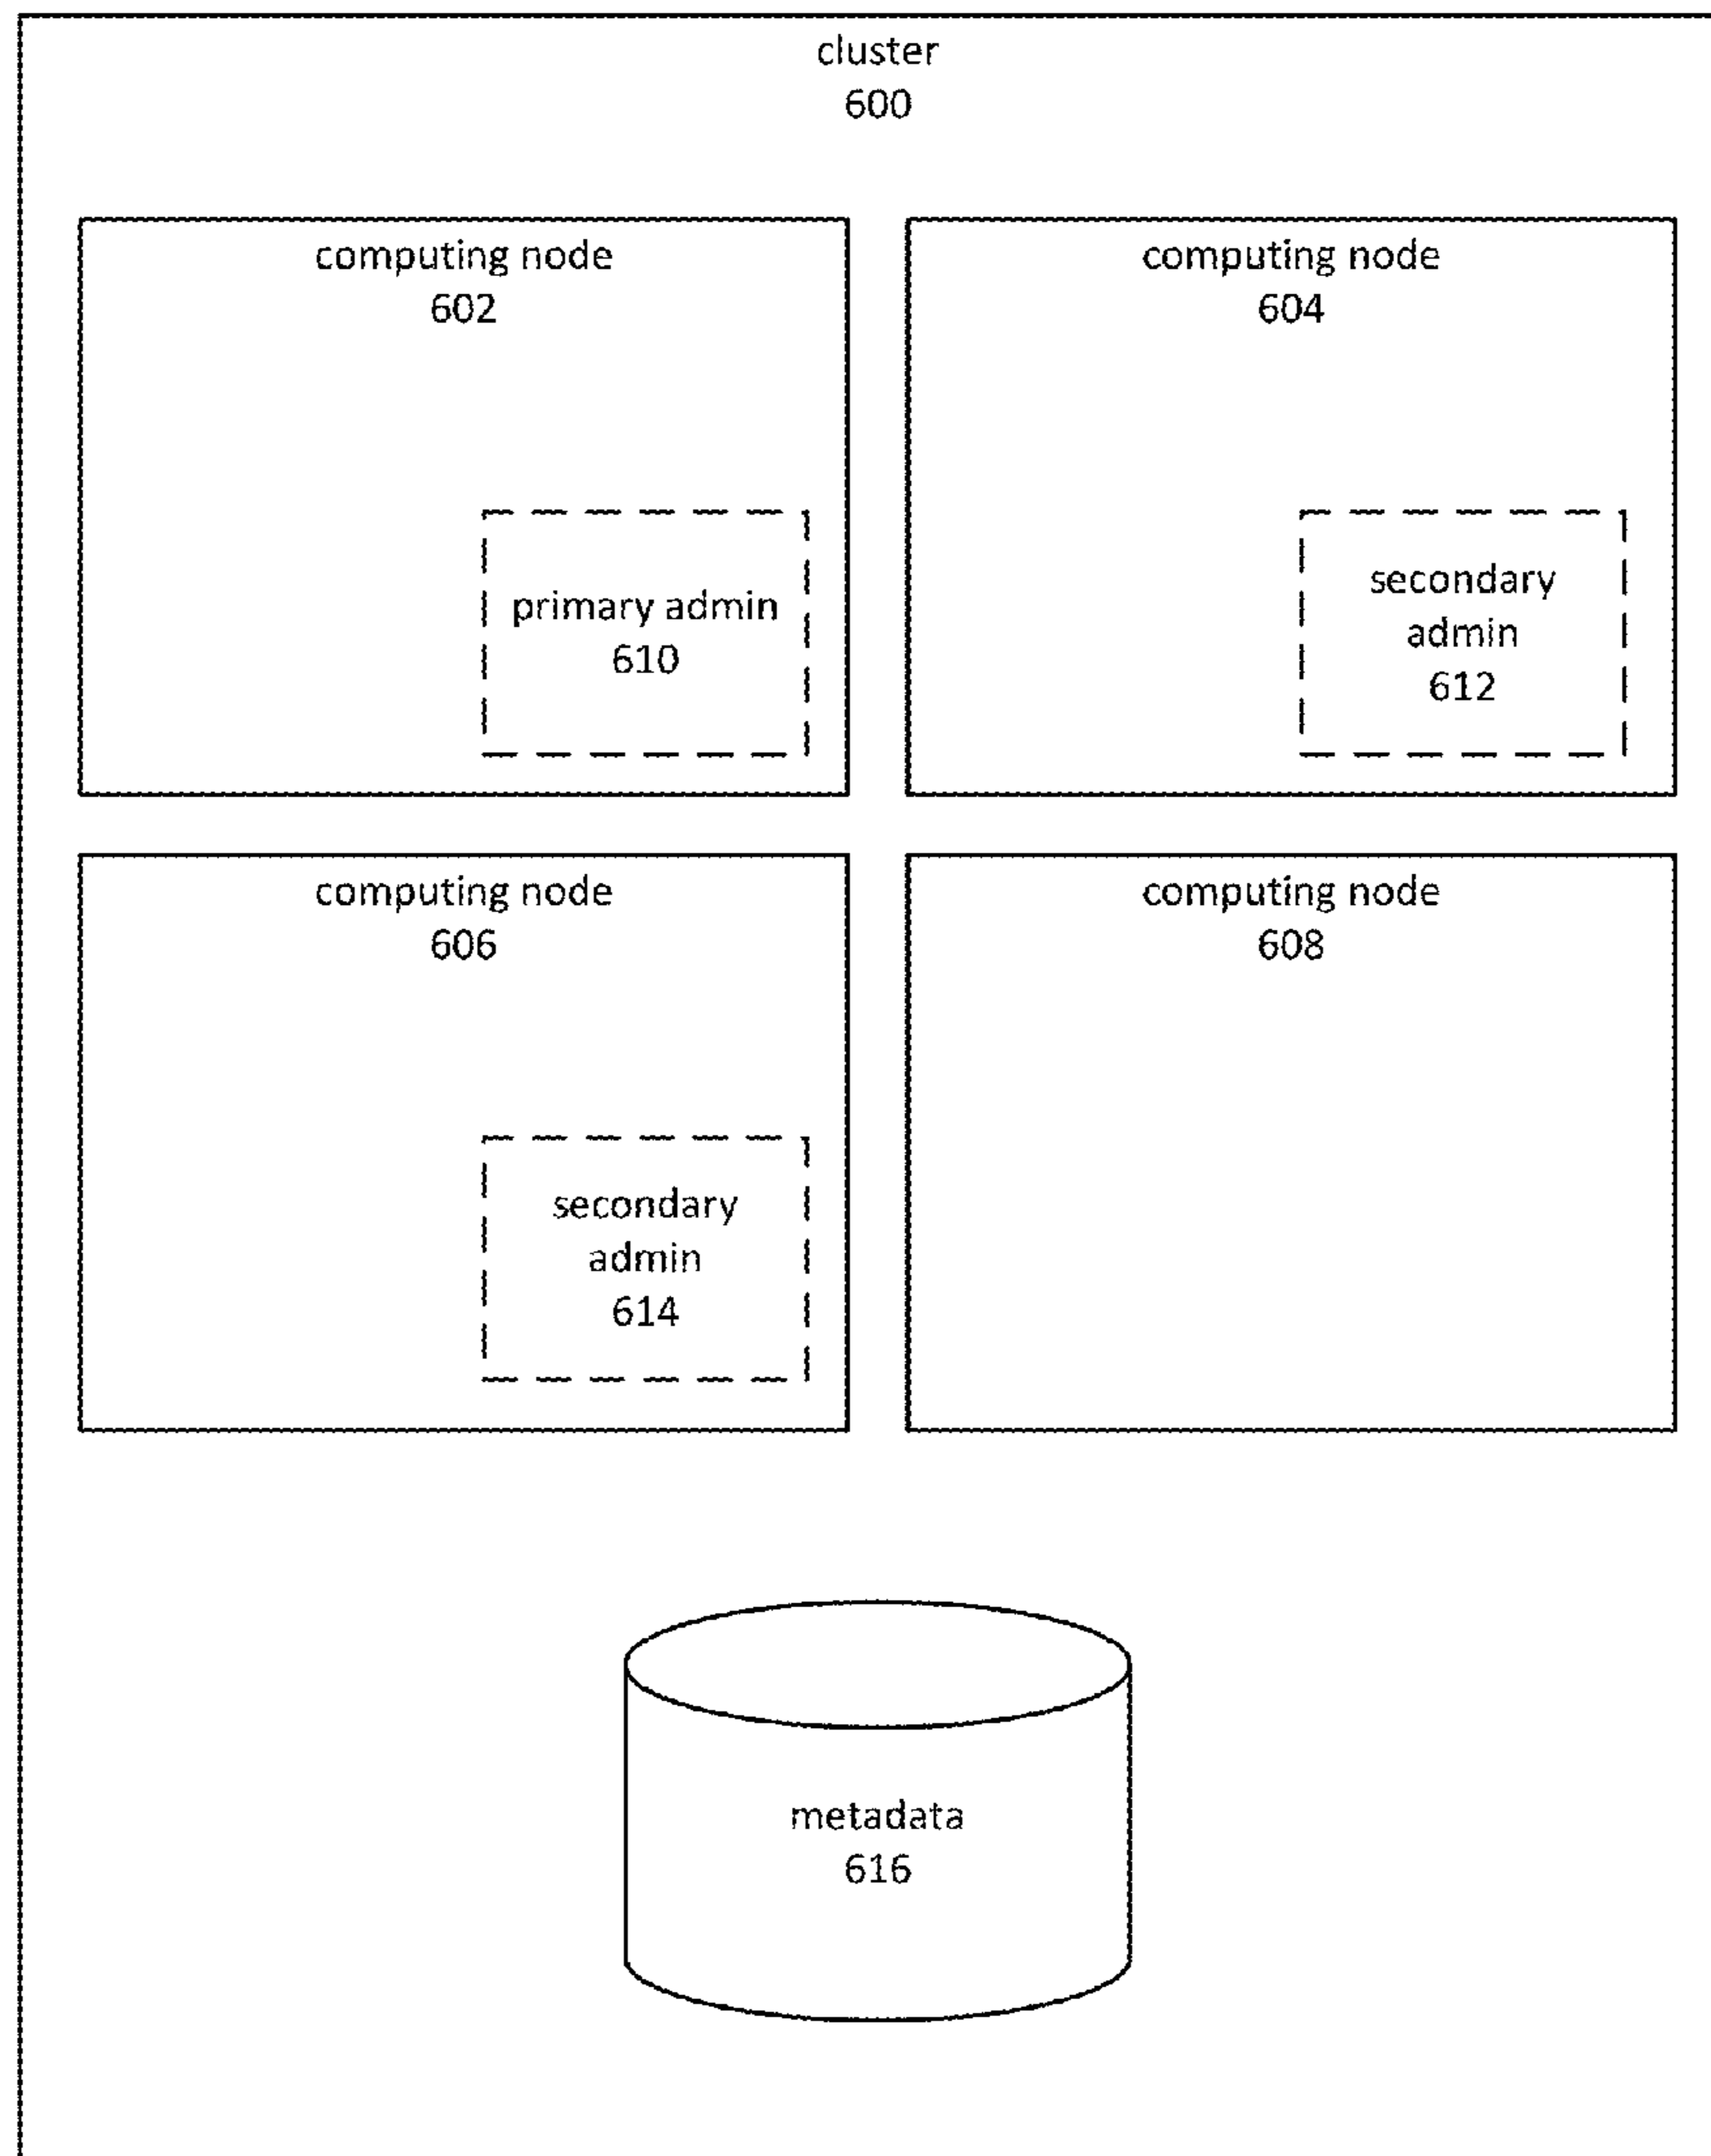 cluster
600
computing node
602
computing node
604
primary admin
610
secondary
admin
612
computing node
606
computing node
608
secondary
admin
614
metadata
616